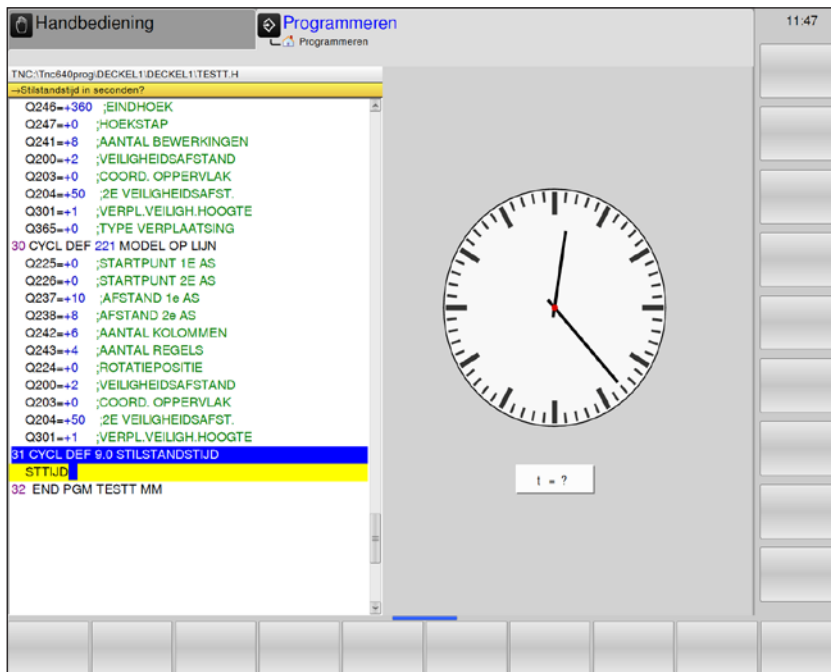 Handbediening
Programmeren
Programmeren
11:47
TNC:\Tnc640prog\DECKEL1\DECKEL1\TESTT.H
→Stilstandstijd in seconden?
Q246=+360 ;EINDHOEK
Q247=+0 ;HOEKSTAP
Q241=+8 ;AANTAL BEWERKINGEN
Q200=+2 ;VEILIGHEIDSAFSTAND
Q203=+0 ;COORD. OPPERVLAK
Q204=+50 ;2E VEILIGHEIDSAFST.
Q301=+1 ;VERPL.VEILIGH.HOOGTE
Q365=+0 ;TYPE VERPLAATSING
30 CYCL DEF 221 MODEL OP LIJN
Q225=+0 ;STARTPUNT 1E AS
Q226=+0 ;STARTPUNT 2E AS
Q237=+10 ;AFSTAND 1e AS
Q238=+8 ;AFSTAND 2e AS
Q242=+6 ;AANTAL KOLOMMEN
Q243=+4 ;AANTAL REGELS
Q224=+0 ;ROTATIEPOSITIE
Q200=+2 ;VEILIGHEIDSAFSTAND
Q203=+0 ;COORD. OPPERVLAK
Q204=+50 ;2E VEILIGHEIDSAFST.
Q301=+1 ;VERPL.VEILIGH.HOOGTE
31 CYCL DEF 9.0 STILSTANDSTIJD
STTIJD
32 END PGM TESTT MM
t = ?